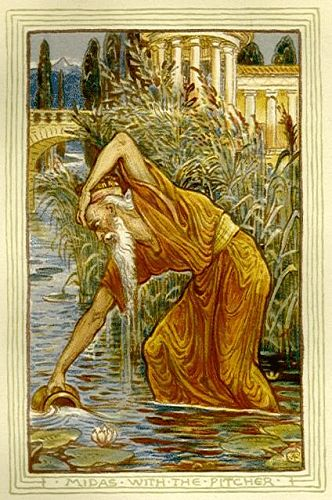 MIDAS · WITH · THE · PITCHER